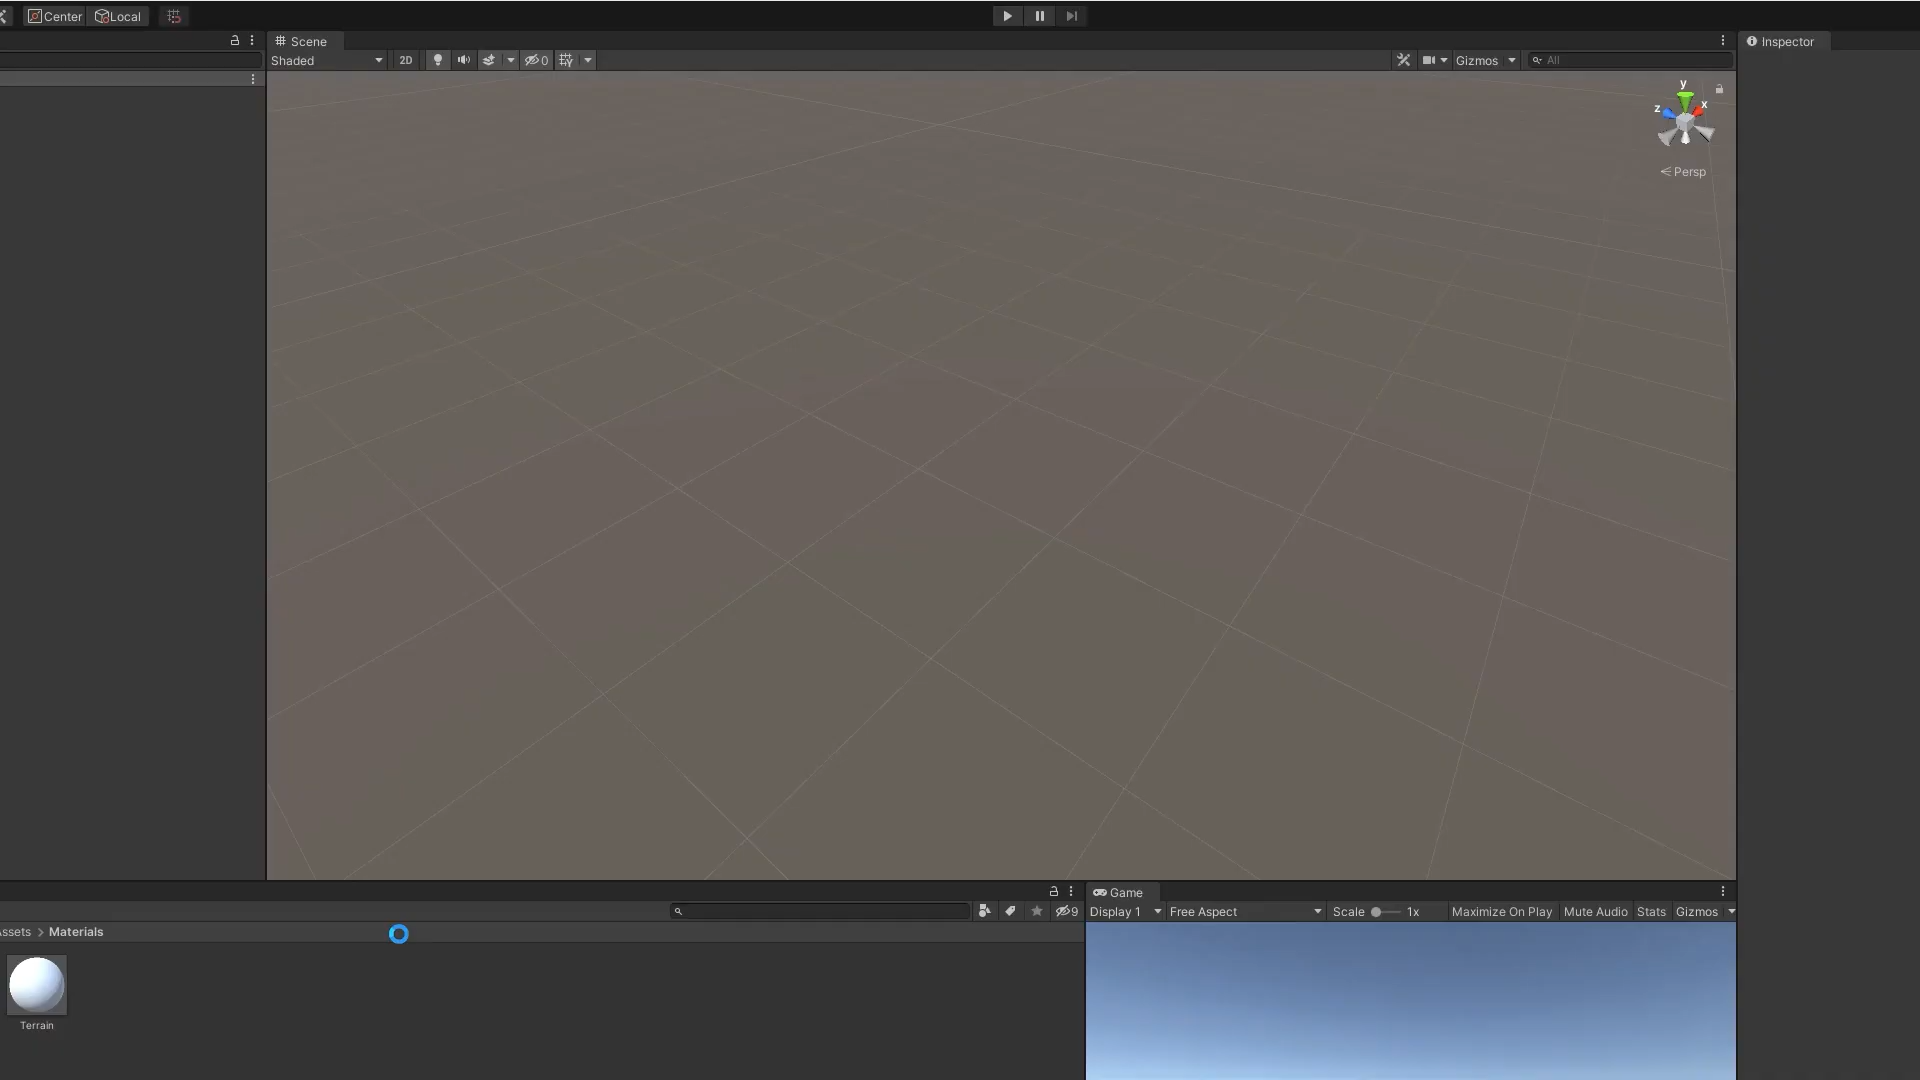 Center Local
Scene
Inspector
Shaded 2D 0 Gizmos All
y
z x
Persp
Game
9 Display 1 Free Aspect Scale 1x Maximize On Play Mute Audio Stats Gizmos
ssets > Materials
Terrain